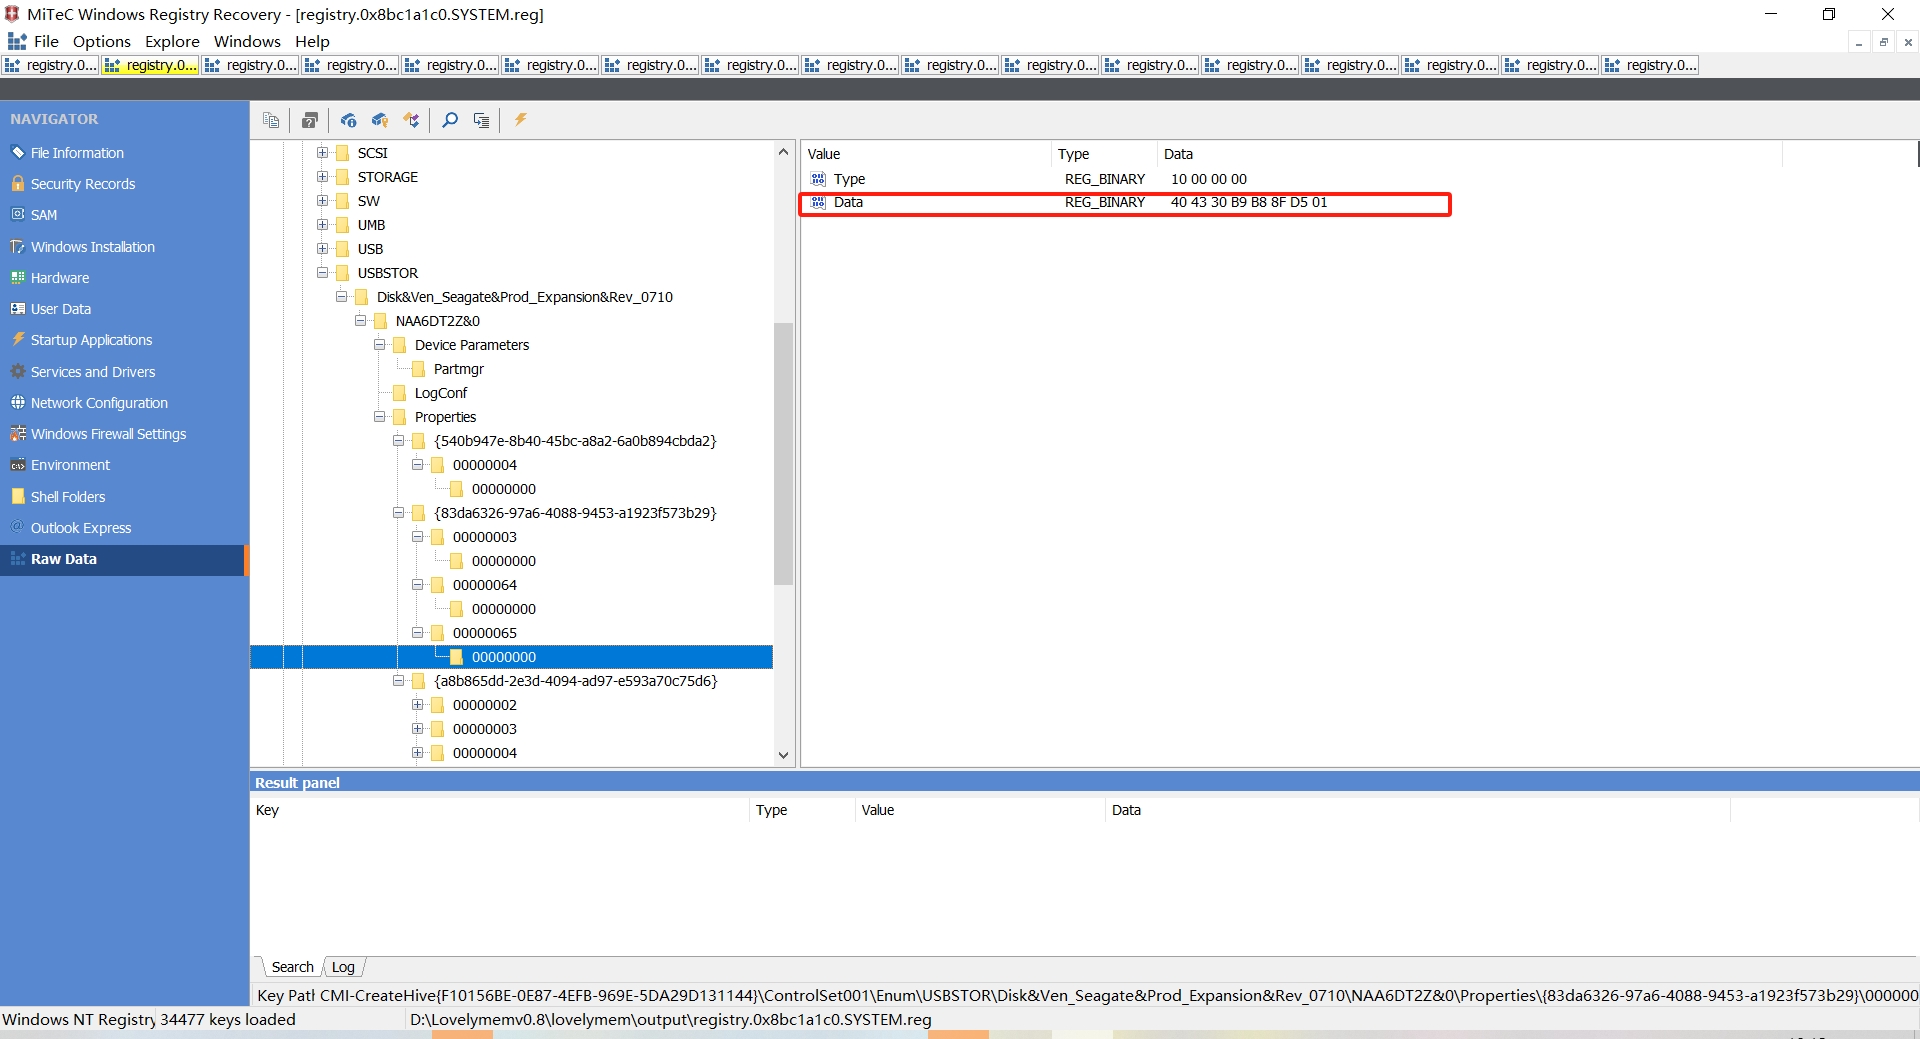 MiTeC Windows Registry Recovery - [registry.0x8bc1a1c0.SYSTEM.reg]
File Options Explore Windows Help
registry.0... registry.0... registry.0... registry.0... registry.0... registry.0... registry.0... registry.0... registry.0... registry.0... registry.0... registry.0... registry.0... registry.0... registry.0... registry.0... registry.0...
NAVIGATOR
File Information
Security Records
SAM
Windows Installation
Hardware
User Data
Startup Applications
Services and Drivers
Network Configuration
Windows Firewall Settings
Environment
Shell Folders
Outlook Express
Raw Data
SCSI
STORAGE
SW
UMB
USB
USBSTOR
Disk&Ven_Seagate&Prod_Expansion&Rev_0710
NAA6DT2Z&0
Device Parameters
Partmgr
LogConf
Properties
{540b947e-8b40-45bc-a8a2-6a0b894cbda2}
00000004
00000000
{83da6326-97a6-4088-9453-a1923f573b29}
00000003
00000000
00000064
00000000
00000065
00000000
{a8b865dd-2e3d-4094-ad97-e593a70c75d6}
00000002
00000003
00000004
Value Type Data
Type REG_BINARY 10 00 00 00
Data REG_BINARY 40 43 30 B9 B8 8F D5 01
Result panel
Key Type Value Data
Search Log
Key Path CMI-CreateHive{F10156BE-0E87-4EFB-969E-5DA29D131144}\ControlSet001\Enum\USBSTOR\Disk&Ven_Seagate&Prod_Expansion&Rev_0710\NAA6DT2Z&0\Properties\{83da6326-97a6-4088-9453-a1923f573b29}\000000
Windows NT Registry 34477 keys loaded D:\Lovelymemv0.8\lovelymem\output\registry.0x8bc1a1c0.SYSTEM.reg